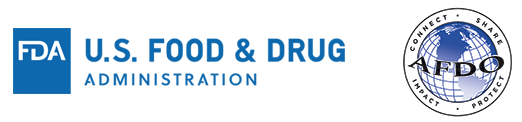 FDA
U.S. FOOD & DRUG
ADMINISTRATION
CONNECT • SHARE
AFDO
IMPACT • PROTECT